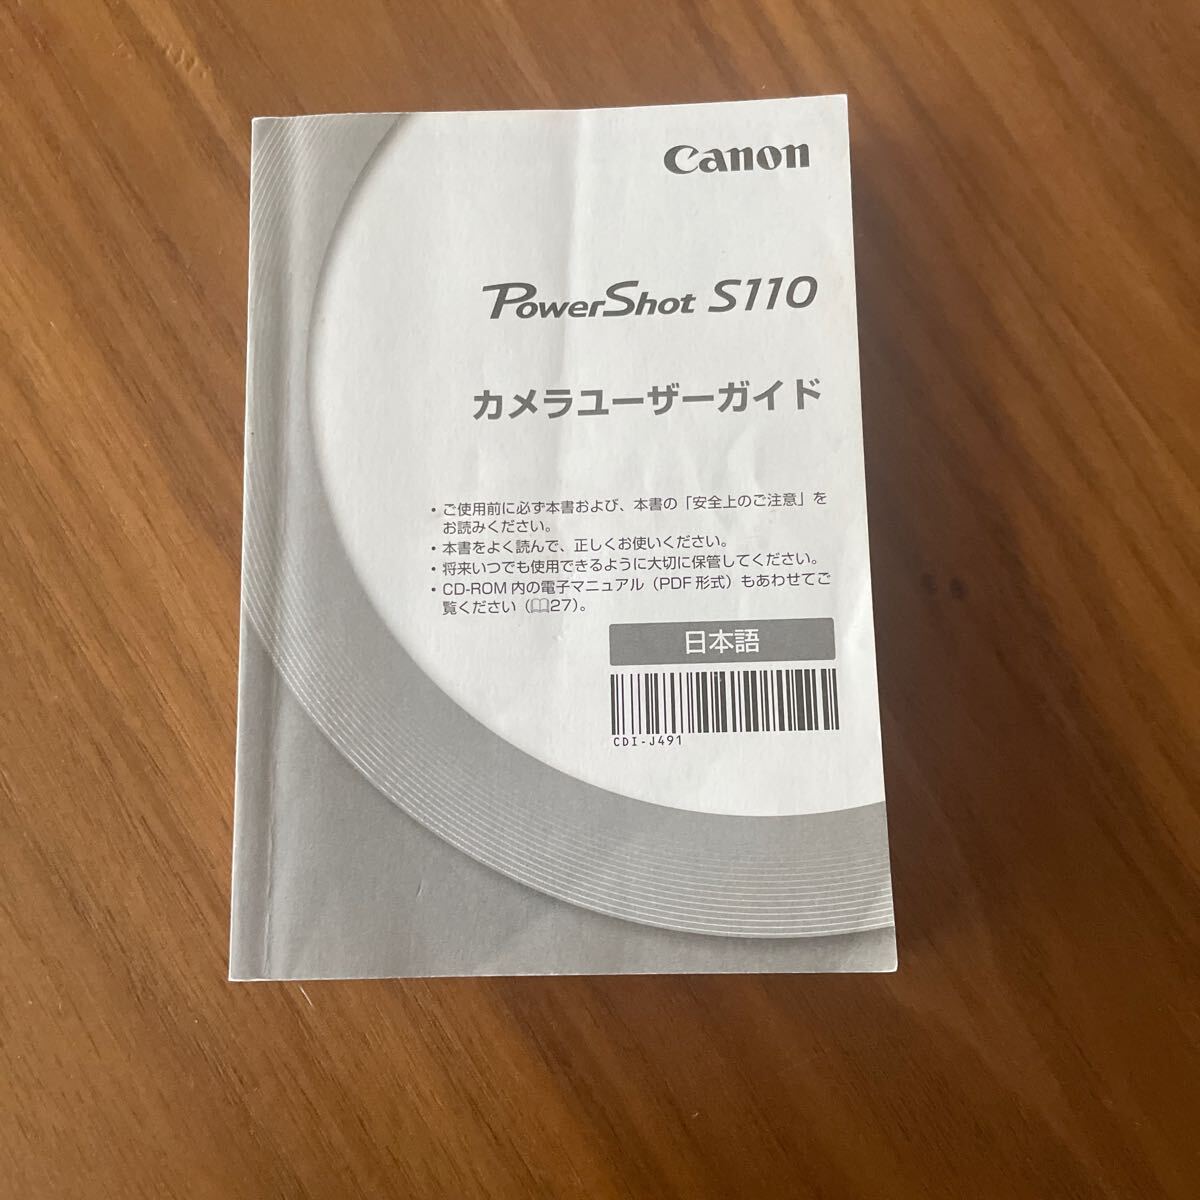 Canon
PowerShot S110
カメラユーザーガイド
・ご使用前に必ず本書および、本書の「安全上のご注意」を
お読みください。
・本書をよく読んで、正しくお使いください。
・将来いつでも使用できるように大切に保管してください。
・CD-ROM 内の電子マニュアル（PDF 形式）もあわせてご
覧ください（📖27）。
日本語
CDI-J491